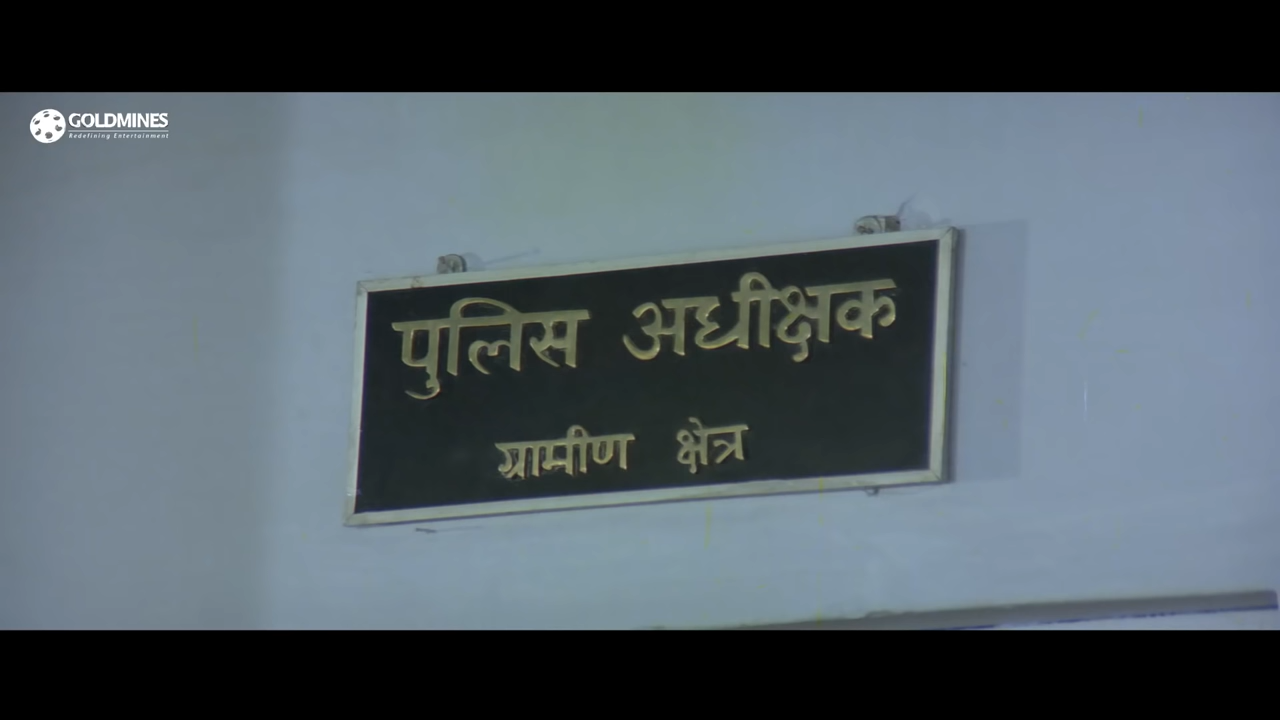 GOLDMINES
Redefining Entertainment
पुलिस अधीक्षक
ग्रामीण क्षेत्र